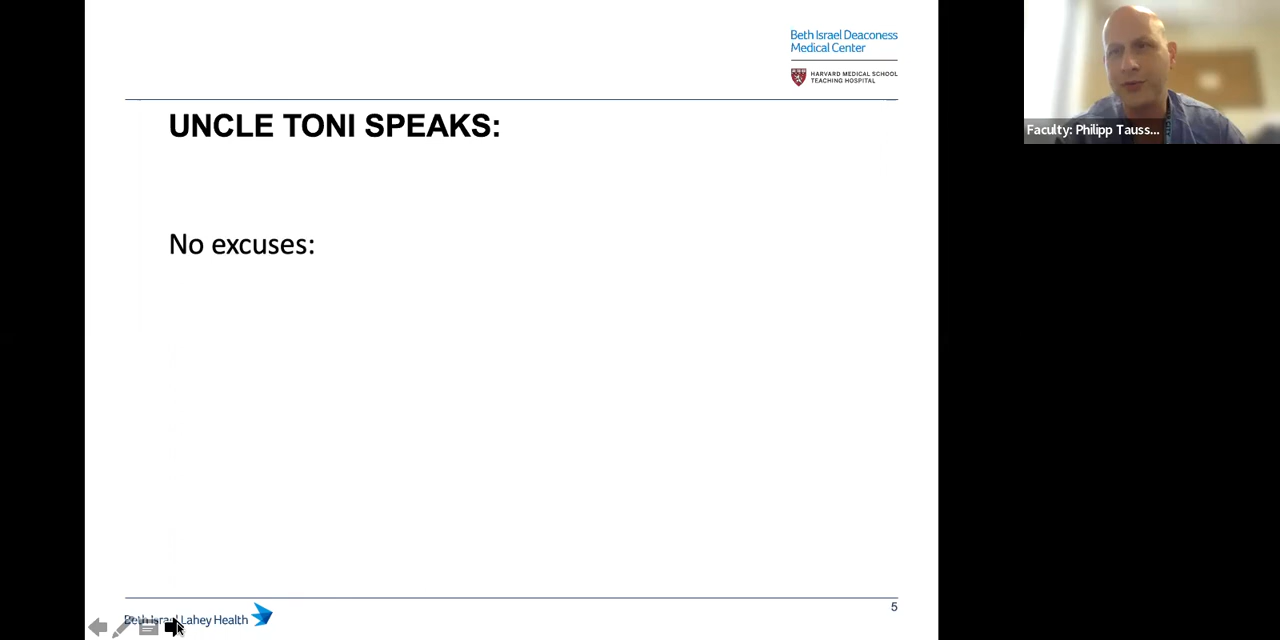 Beth Israel Deaconess
Medical Center
HARVARD MEDICAL SCHOOL
TEACHING HOSPITAL
Faculty: Philipp Tauss...
UNCLE TONI SPEAKS:
No excuses:
5
Beth Israel Lahey Health